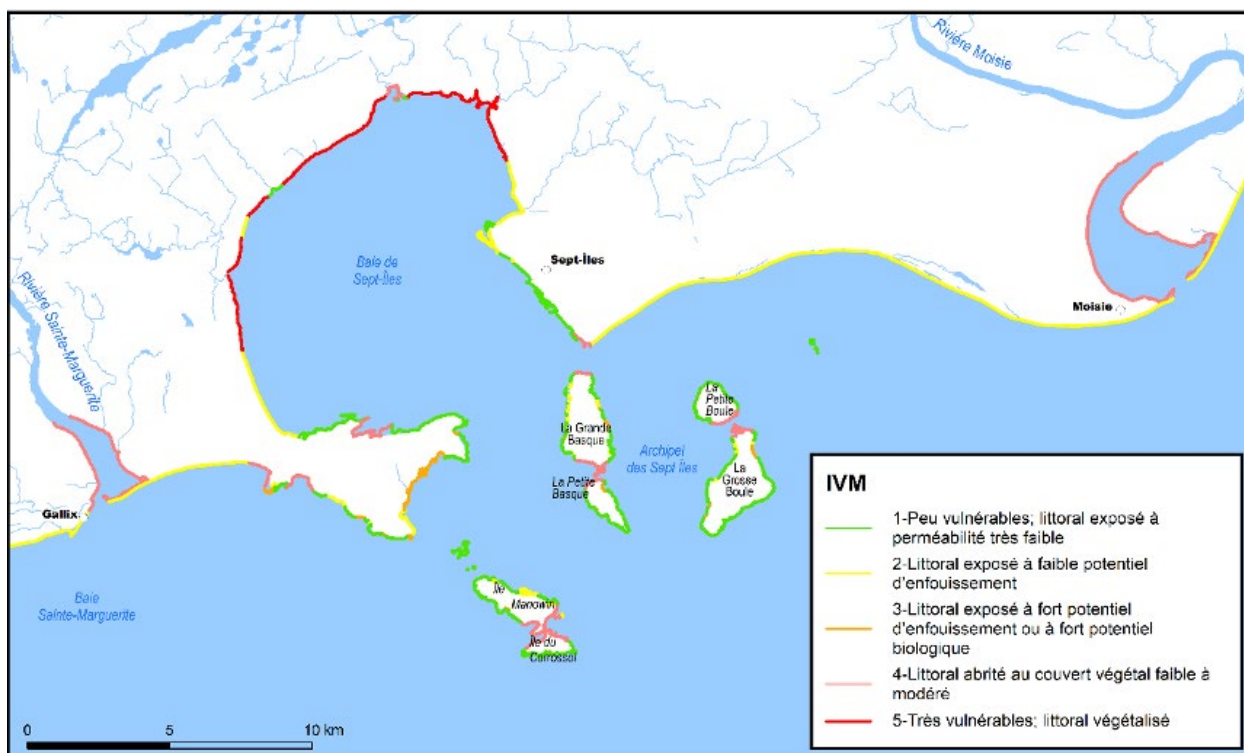 Rivière Moisie
Baie de
Sept-Îles
Sept-Îles
Rivière Sainte-Marguerite
Moisie
La
Petite
Boule
La Grande
Basque
Archipel
des Sept Îles
La Petite
Basque
La
Grosse
Boule
Gallix
Baie
Sainte-Marguerite
Île
Manowin
Île du
Corrossol
IVM
1-Peu vulnérables; littoral exposé à
perméabilité très faible
2-Littoral exposé à faible potentiel
d'enfouissement
3-Littoral exposé à fort potentiel
d'enfouissement ou à fort potentiel
biologique
4-Littoral abrité au couvert végétal faible à
modéré
5-Très vulnérables; littoral végétalisé
0 5 10 km